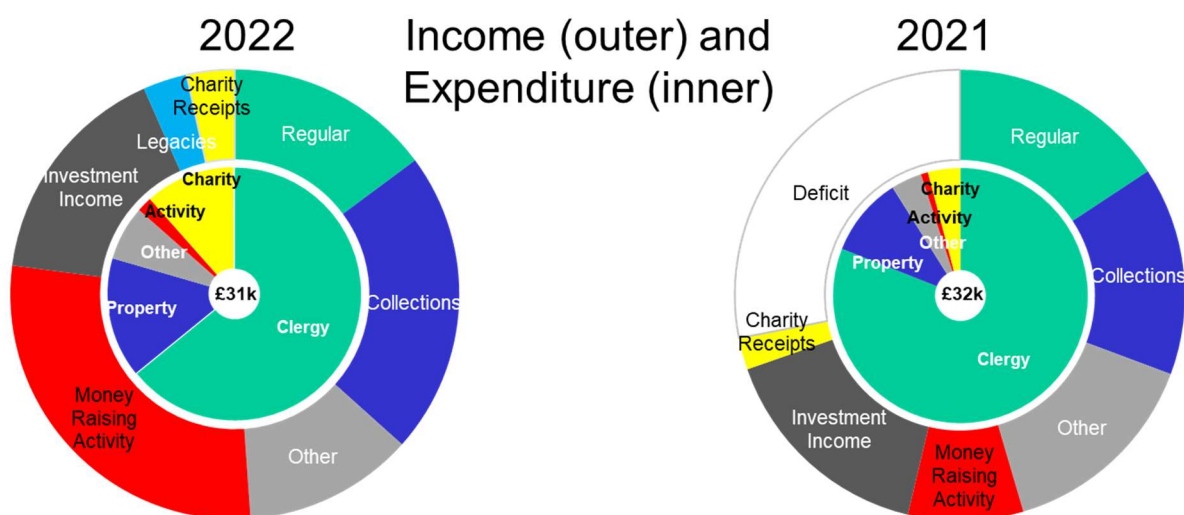 2022
Income (outer) and
Expenditure (inner)
2021
Charity
Receipts
Legacies
Regular
Investment
Income
Charity
Activity
Other
Property
£31k
Clergy
Collections
Money
Raising
Activity
Other
Regular
Deficit
Charity
Activity
Other
Property
£32k
Clergy
Collections
Charity
Receipts
Investment
Income
Money
Raising
Activity
Other